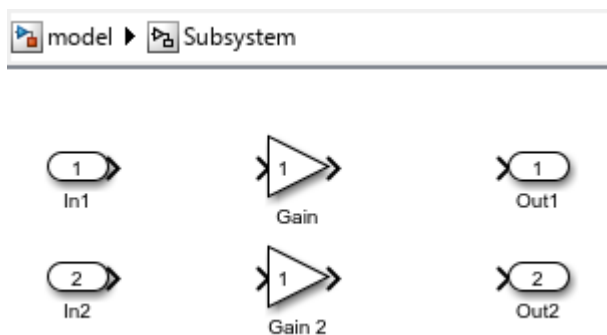 model Subsystem
1 1 1
In1 Gain Out1
2 1 2
In2 Gain 2 Out2